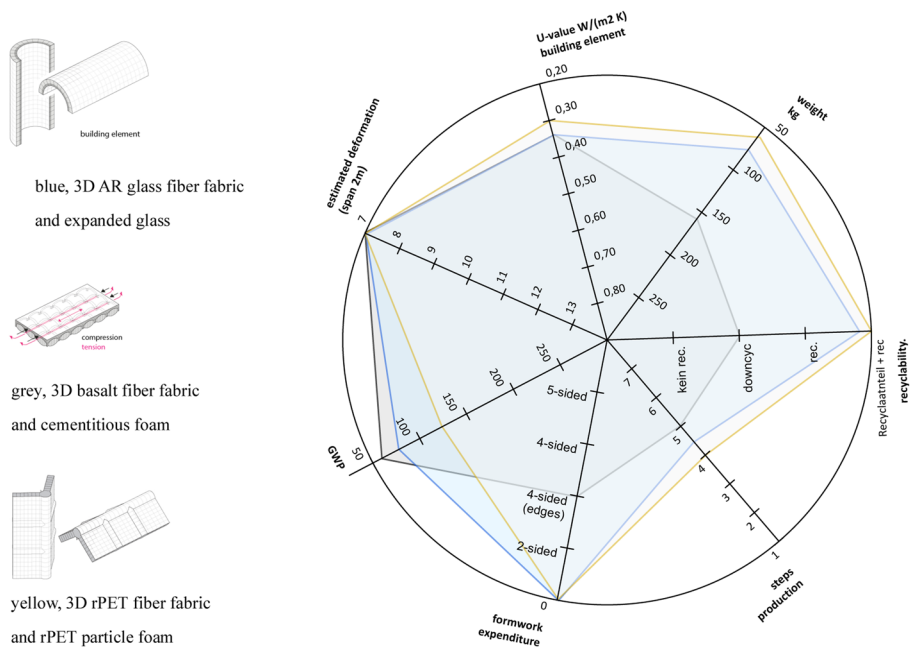 building element
blue, 3D AR glass fiber fabric
and expanded glass
compression
tension
grey, 3D basalt fiber fabric
and cementitious foam
yellow, 3D rPET fiber fabric
and rPET particle foam
U-value W/(m2 K)
building element
0,20
0,30
0,40
0,50
0,60
0,70
0,80
weight
kg
50
100
150
200
250
recyclability.
Recyclaatnteil + rec
rec.
downcyc
kein rec.
steps
production
1
2
3
4
5
6
7
formwork
expenditure
0
2-sided
4-sided
(edges)
4-sided
5-sided
GWP
50
100
150
200
250
estimated deformation
(span 2m)
7
8
9
10
11
12
13